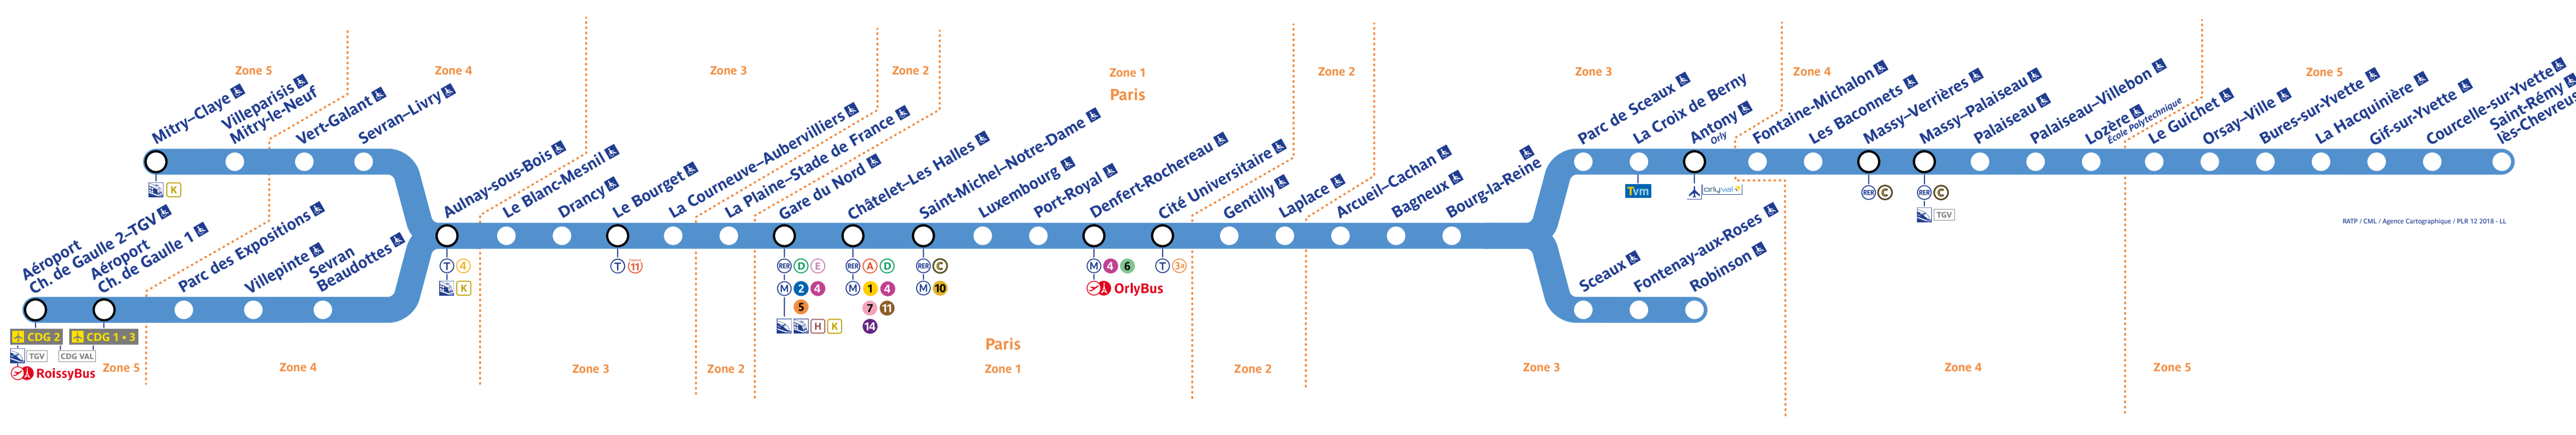 Zone 5
Zone 4
Zone 3
Zone 2
Zone 1
Paris
Zone 2
Zone 3
Zone 4
Zone 5
Mitry–Claye
Villeparisis
Mitry-le-Neuf
Vert-Galant
Sevran–Livry
K
Aéroport
Ch. de Gaulle 2–TGV
Aéroport
Ch. de Gaulle 1
Parc des Expositions
Villepinte
Sevran
Beaudottes
CDG 2
CDG 1 • 3
TGV
CDG VAL
RoissyBus
Aulnay-sous-Bois
T 4
K
Le Blanc-Mesnil
Drancy
Le Bourget
T 11
La Courneuve–Aubervilliers
La Plaine–Stade de France
Gare du Nord
RER D E
M 2 4
5
H K
Châtelet–Les Halles
RER A D
M 1 4
7 11
14
Saint-Michel–Notre-Dame
RER C
M 10
Luxembourg
Port-Royal
Denfert-Rochereau
M 4 6
OrlyBus
Cité Universitaire
T 3a
Gentilly
Laplace
Arcueil–Cachan
Bagneux
Bourg-la-Reine
Parc de Sceaux
La Croix de Berny
Tvm
Antony
Orly
orlyval
Fontaine-Michalon
Les Baconnets
Massy–Verrières
RER C
Massy–Palaiseau
RER C
TGV
Palaiseau
Palaiseau–Villebon
Lozère
École Polytechnique
Le Guichet
Orsay–Ville
Bures-sur-Yvette
La Hacquinière
Gif-sur-Yvette
Courcelle-sur-Yvette
Saint-Rémy
lès-Chevreuse
Sceaux
Fontenay-aux-Roses
Robinson
RATP / CML / Agence Cartographique / PLR 12 2018 - LL
Zone 5
Zone 4
Zone 3
Zone 2
Paris
Zone 1
Zone 2
Zone 3
Zone 4
Zone 5